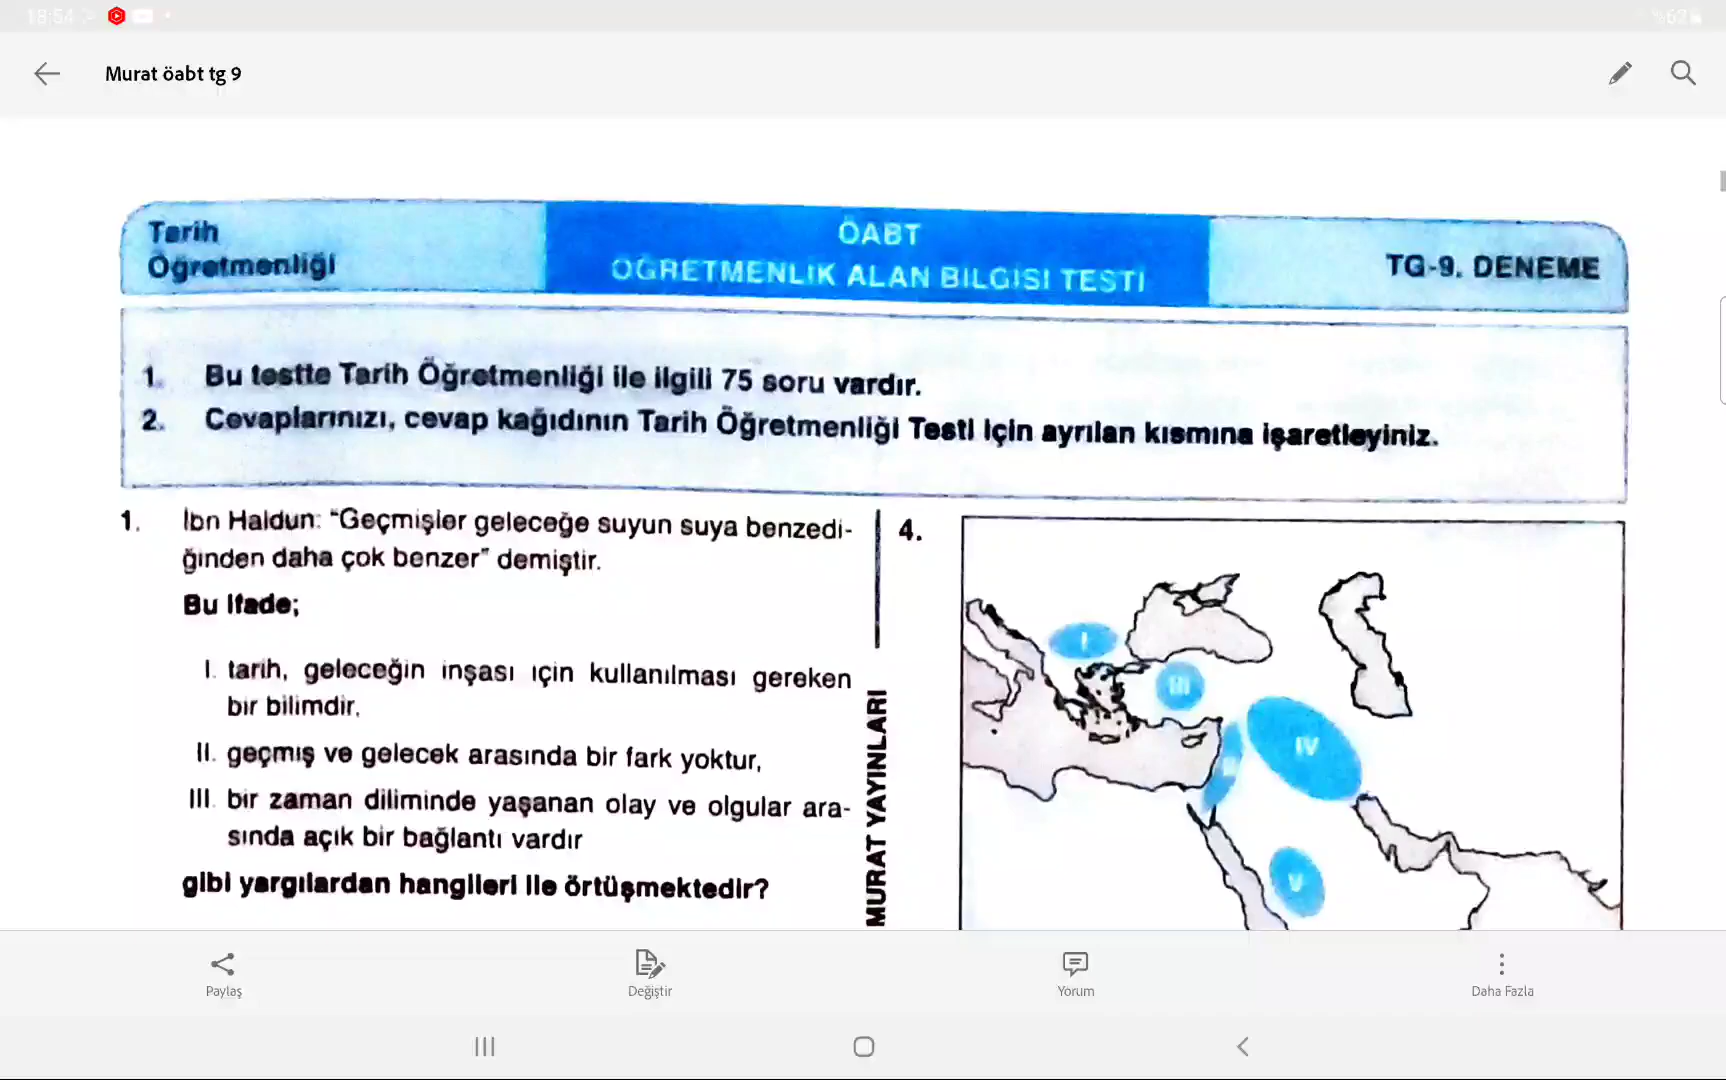 18:54
%62
Murat öabt tg 9
Tarih
Öğretmenliği
ÖABT
ÖĞRETMENLİK ALAN BİLGİSİ TESTİ
TG-9. DENEME
1. Bu testte Tarih Öğretmenliği ile ilgili 75 soru vardır.
2. Cevaplarınızı, cevap kağıdının Tarih Öğretmenliği Testi için ayrılan kısmına işaretleyiniz.
1. İbn Haldun: "Geçmişler geleceğe suyun suya benzedi-
ğinden daha çok benzer" demiştir.
Bu ifade;
I. tarih, geleceğin inşası için kullanılması gereken
bir bilimdir,
II. geçmiş ve gelecek arasında bir fark yoktur,
III. bir zaman diliminde yaşanan olay ve olgular ara-
sında açık bir bağlantı vardır
gibi yargılardan hangileri ile örtüşmektedir?
MURAT YAYINLARI
4.
I
III
IV
V
Paylaş
Değiştir
Yorum
Daha Fazla